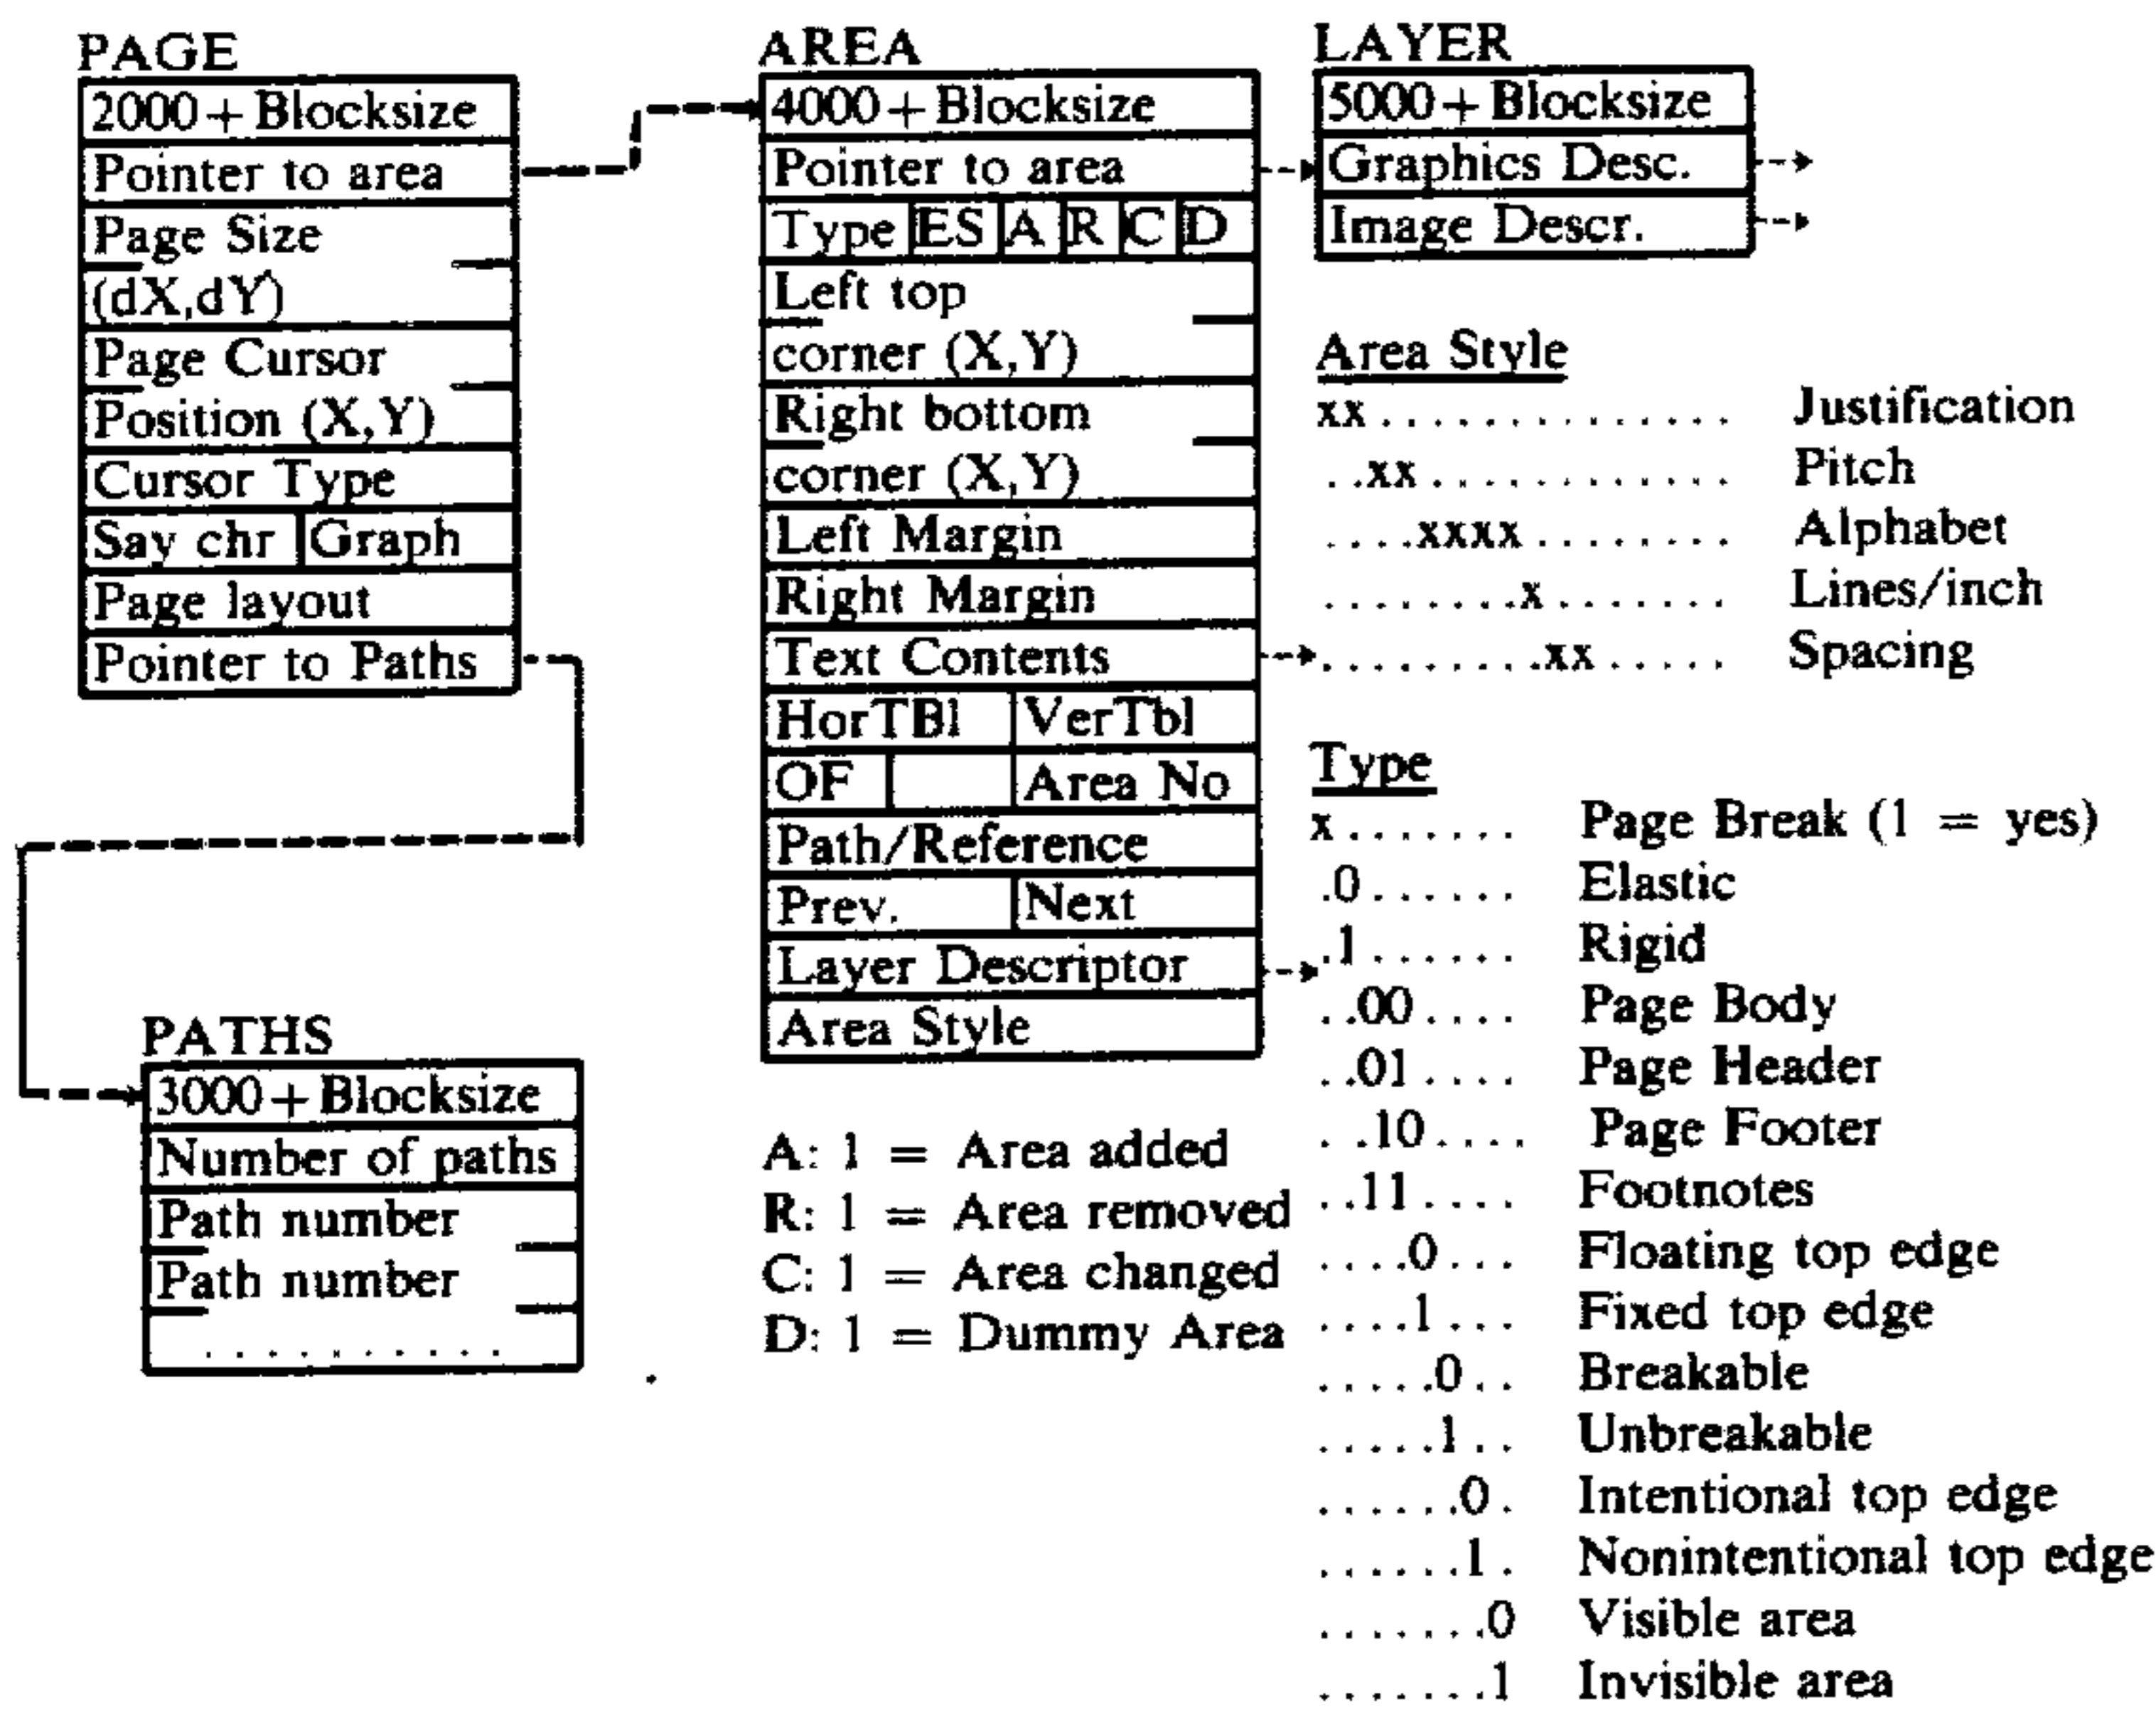 PAGE
2000+Blocksize
Pointer to area
Page Size
(dX,dY)
Page Cursor
Position (X,Y)
Cursor Type
Say chr Graph
Page layout
Pointer to Paths
PATHS
3000+Blocksize
Number of paths
Path number
Path number
. . . . . . . . . .
AREA
4000+Blocksize
Pointer to area
Type ES A R C D
Left top
corner (X,Y)
Right bottom
corner (X,Y)
Left Margin
Right Margin
Text Contents
HorTBl VerTbl
OF Area No
Path/Reference
Prev. Next
Layer Descriptor
Area Style
A: 1 = Area added
R: 1 = Area removed
C: 1 = Area changed
D: 1 = Dummy Area
LAYER
5000+Blocksize
Graphics Desc.
Image Descr.
Area Style
xx.............. Justification
..xx............ Pitch
....xxxx........ Alphabet
........x....... Lines/inch
.........xx..... Spacing
Type
x....... Page Break (1 = yes)
.0...... Elastic
.1...... Rigid
..00.... Page Body
..01.... Page Header
..10.... Page Footer
..11.... Footnotes
....0... Floating top edge
....1... Fixed top edge
.....0.. Breakable
.....1.. Unbreakable
......0. Intentional top edge
......1. Nonintentional top edge
.......0 Visible area
.......1 Invisible area